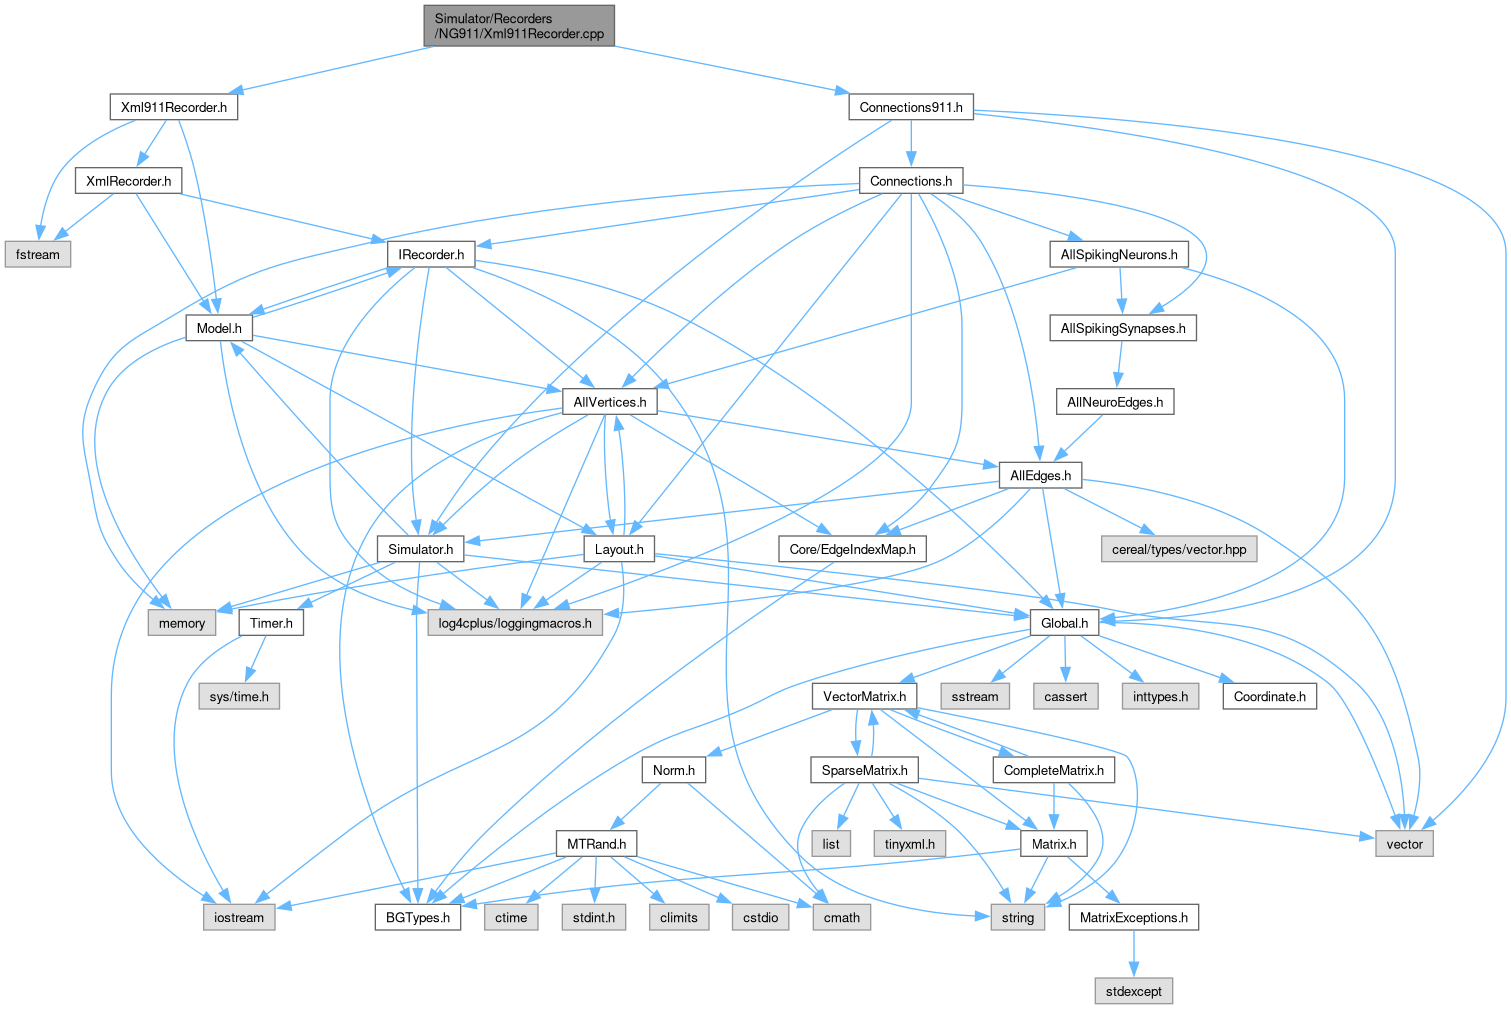 Simulator/Recorders
/NG911/Xml911Recorder.cpp
Xml911Recorder.h
Connections911.h
XmlRecorder.h
Connections.h
fstream
IRecorder.h
AllSpikingNeurons.h
Model.h
AllSpikingSynapses.h
AllVertices.h
AllNeuroEdges.h
AllEdges.h
Simulator.h
Layout.h
Core/EdgeIndexMap.h
cereal/types/vector.hpp
memory
Timer.h
log4cplus/loggingmacros.h
Global.h
sys/time.h
VectorMatrix.h
sstream
cassert
inttypes.h
Coordinate.h
Norm.h
SparseMatrix.h
CompleteMatrix.h
MTRand.h
list
tinyxml.h
Matrix.h
vector
iostream
BGTypes.h
ctime
stdint.h
climits
cstdio
cmath
string
MatrixExceptions.h
stdexcept